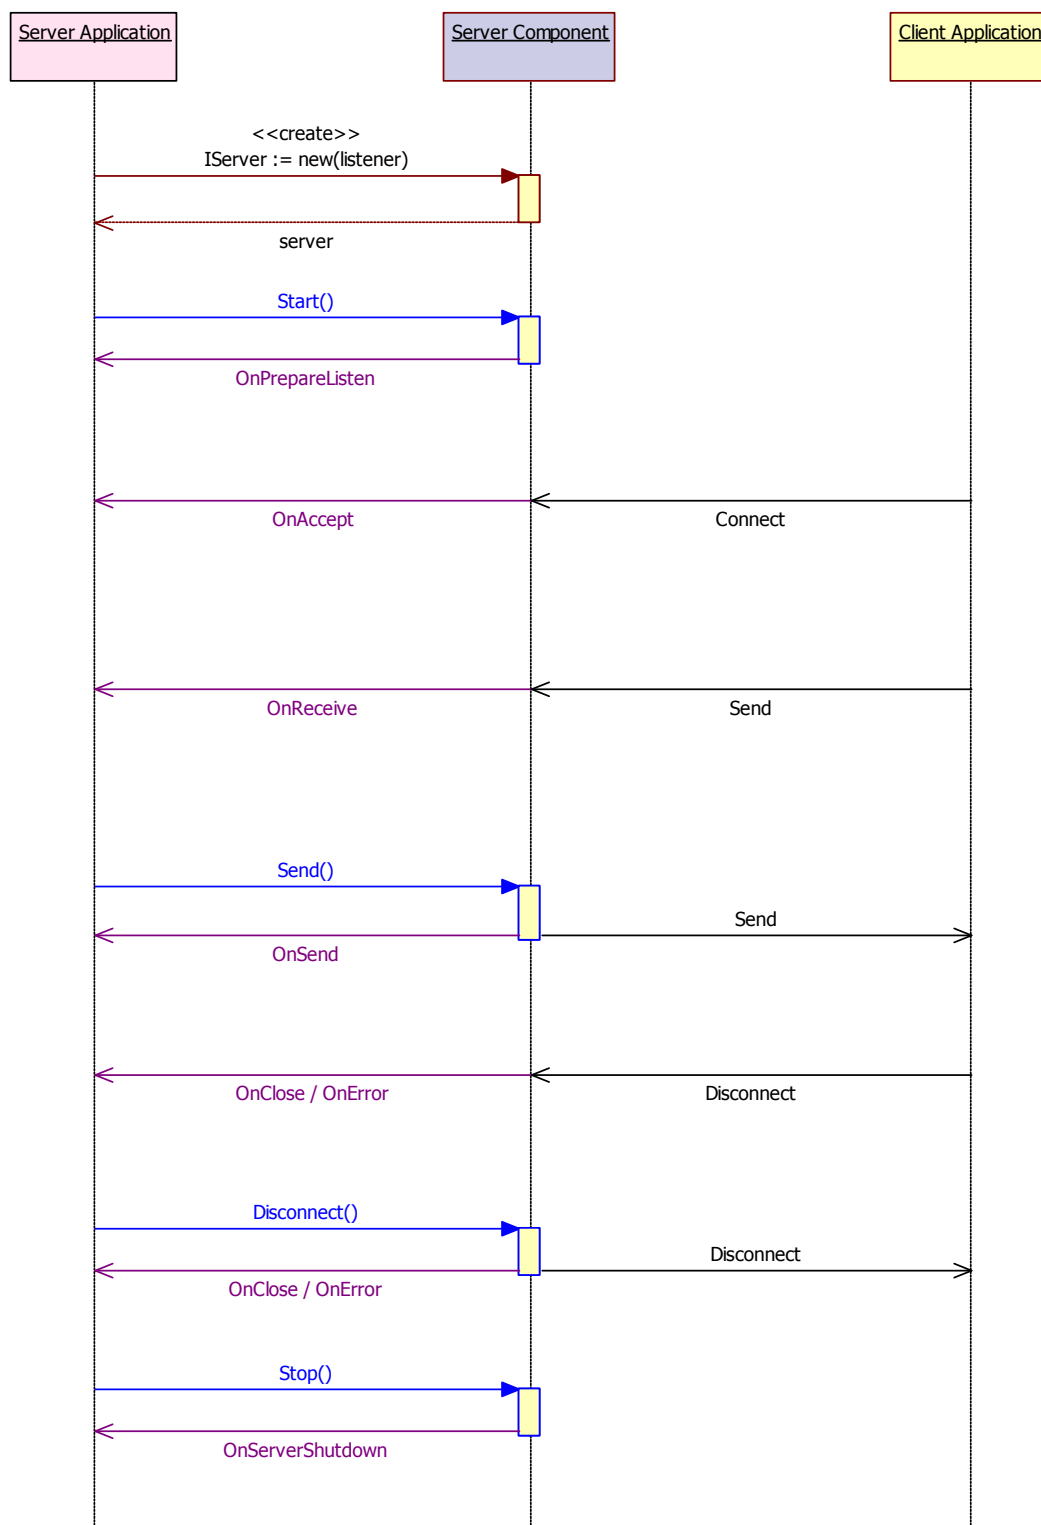 Server Application
Server Component
Client Application
<<create>>
IServer := new(listener)
server
Start()
OnPrepareListen
OnAccept
Connect
OnReceive
Send
Send()
Send
OnSend
OnClose / OnError
Disconnect
Disconnect()
Disconnect
OnClose / OnError
Stop()
OnServerShutdown